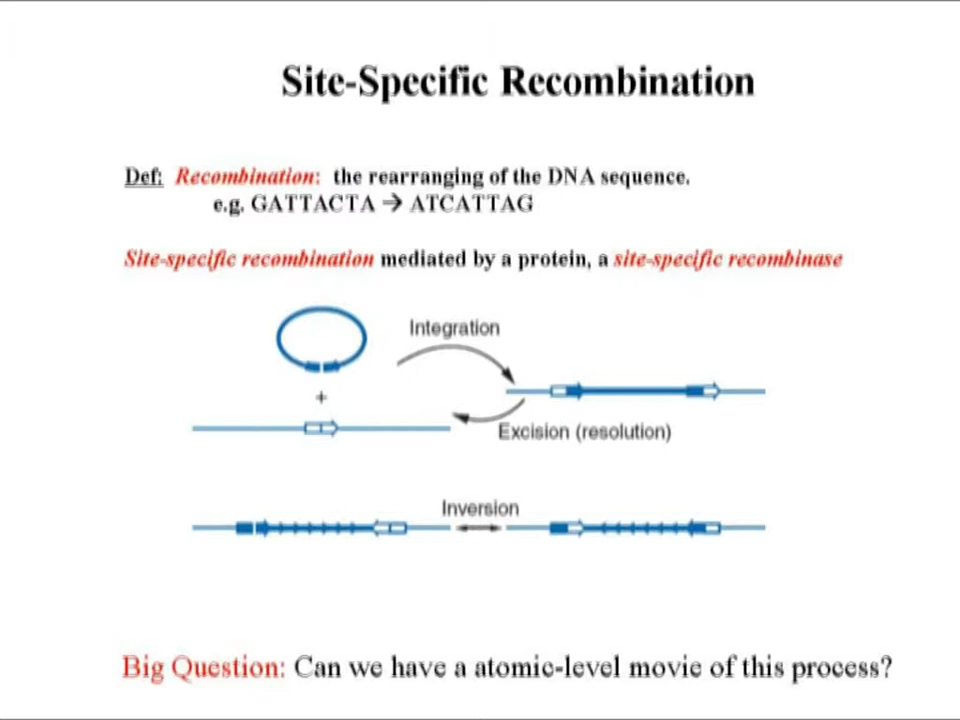 Site-Specific Recombination
Def: Recombination: the rearranging of the DNA sequence.
e.g. GATTACTA → ATCATTAG
Site-specific recombination mediated by a protein, a site-specific recombinase
Integration
+
Excision (resolution)
Inversion
Big Question: Can we have a atomic-level movie of this process?